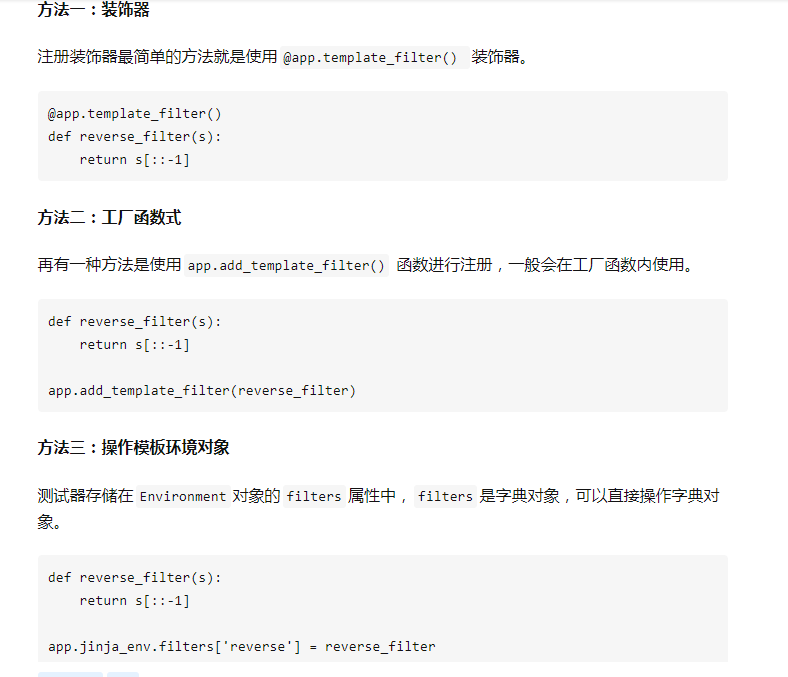 方法一：装饰器
注册装饰器最简单的方法就是使用 @app.template_filter() 装饰器。
@app.template_filter()
def reverse_filter(s):
    return s[::-1]
方法二：工厂函数式
再有一种方法是使用 app.add_template_filter() 函数进行注册，一般会在工厂函数内使用。
def reverse_filter(s):
    return s[::-1]
app.add_template_filter(reverse_filter)
方法三：操作模板环境对象
测试器存储在 Environment 对象的 filters 属性中， filters 是字典对象，可以直接操作字典对
象。
def reverse_filter(s):
    return s[::-1]
app.jinja_env.filters['reverse'] = reverse_filter